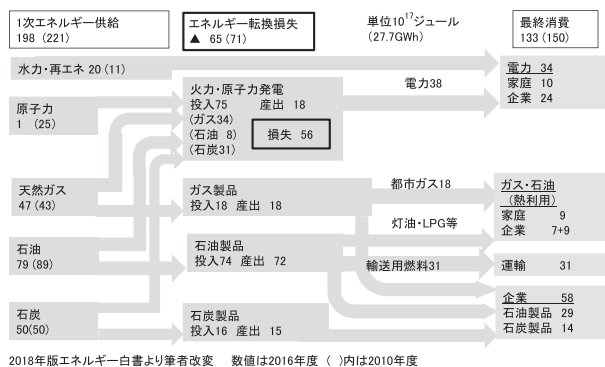 1次エネルギー供給
198 (221)
エネルギー転換損失
▲ 65 (71)
単位10¹⁷ジュール
(27.7GWh)
最終消費
133 (150)
水力・再エネ 20 (11)
原子力
1 (25)
天然ガス
47 (43)
石油
79 (89)
石炭
50(50)
火力・原子力発電
投入75 産出 18
(ガス34)
(石油 8)
(石炭31)
損失 56
ガス製品
投入18 産出 18
石油製品
投入74 産出 72
石炭製品
投入16 産出 15
電力38
都市ガス18
灯油・LPG等
輸送用燃料31
電力 34
家庭 10
企業 24
ガス・石油
(熱利用)
家庭 9
企業 7+9
運輸 31
企業 58
石油製品 29
石炭製品 14
2018年版エネルギー白書より筆者改変 数値は2016年度 ( )内は2010年度